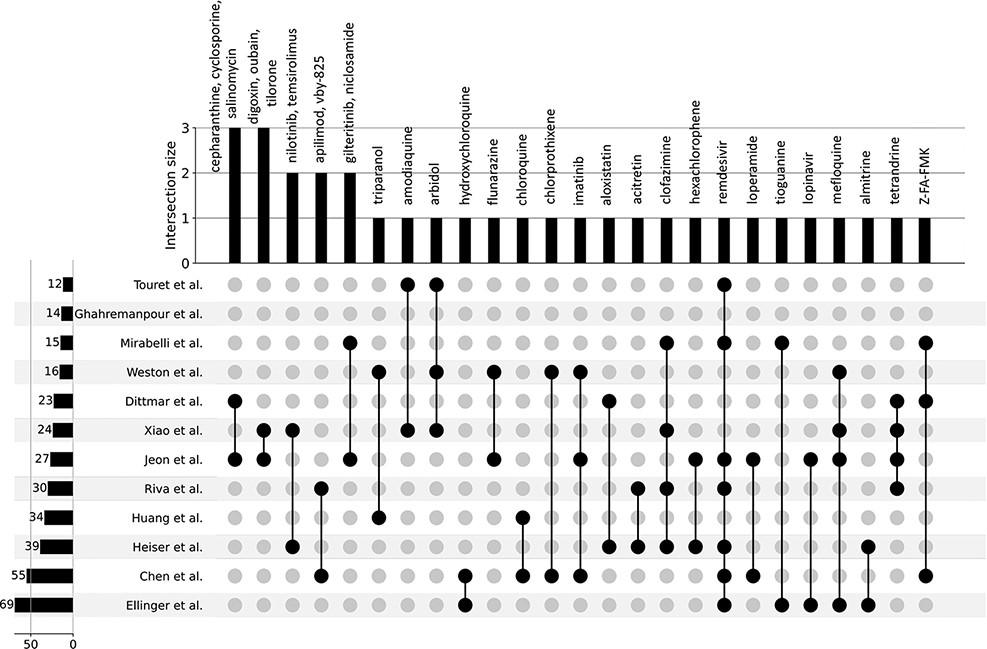 cepharanthine, cyclosporine,
salinomycin
digoxin, oubain,
tilorone
nilotinib, temsirolimus
apilimod, vby-825
gilteritinib, niclosamide
triparanol
amodiaquine
arbidol
hydroxychloroquine
flunarazine
chloroquine
chlorprothixene
imatinib
aloxistatin
acitretin
clofazimine
hexachlorophene
remdesivir
loperamide
tioguanine
lopinavir
mefloquine
almitrine
tetrandrine
Z-FA-FMK
Intersection size
3
2
1
0
12 Touret et al.
14 Ghahremanpour et al.
15 Mirabelli et al.
16 Weston et al.
23 Dittmar et al.
24 Xiao et al.
27 Jeon et al.
30 Riva et al.
34 Huang et al.
39 Heiser et al.
55 Chen et al.
69 Ellinger et al.
50 0